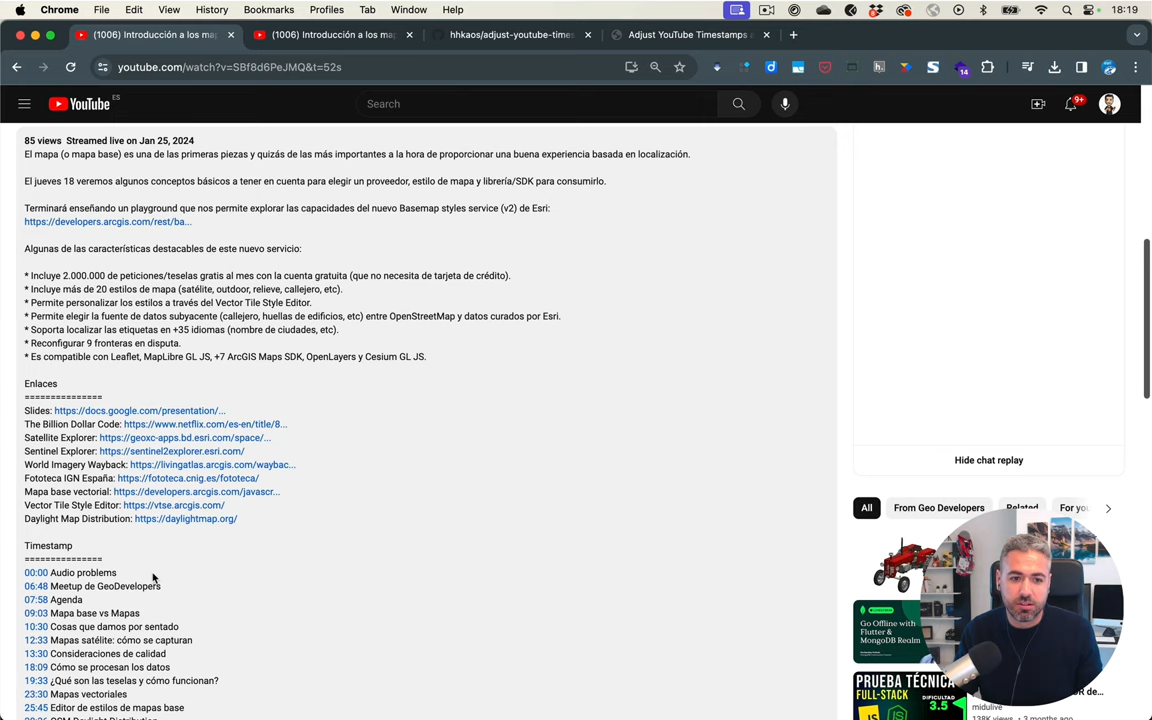 Chrome File Edit View History Bookmarks Profiles Tab Window Help 18:19
(1006) Introducción a los ma (1006) Introducción a los ma hhkaos/adjust-youtube-times Adjust YouTube Timestamps a
youtube.com/watch?v=SBf8d6PeJMQ&t=52s 14
YouTube ES Search 9+
85 views Streamed live on Jan 25, 2024
El mapa (o mapa base) es una de las primeras piezas y quizás de las más importantes a la hora de proporcionar una buena experiencia basada en localización.
El jueves 18 veremos algunos conceptos básicos a tener en cuenta para elegir un proveedor, estilo de mapa y librería/SDK para consumirlo.
Terminará enseñando un playground que nos permite explorar las capacidades del nuevo Basemap styles service (v2) de Esri:
https://developers.arcgis.com/rest/ba...
Algunas de las características destacables de este nuevo servicio:
* Incluye 2.000.000 de peticiones/teselas gratis al mes con la cuenta gratuita (que no necesita de tarjeta de crédito).
* Incluye más de 20 estilos de mapa (satélite, outdoor, relieve, callejero, etc).
* Permite personalizar los estilos a través del Vector Tile Style Editor.
* Permite elegir la fuente de datos subyacente (callejero, huellas de edificios, etc) entre OpenStreetMap y datos curados por Esri.
* Soporta localizar las etiquetas en +35 idiomas (nombre de ciudades, etc).
* Reconfigurar 9 fronteras en disputa.
* Es compatible con Leaflet, MapLibre GL JS, +7 ArcGIS Maps SDK, OpenLayers y Cesium GL JS.
Enlaces
===============
Slides: https://docs.google.com/presentation/...
The Billion Dollar Code: https://www.netflix.com/es-en/title/8...
Satellite Explorer: https://geoxc-apps.bd.esri.com/space/...
Sentinel Explorer: https://sentinel2explorer.esri.com/
World Imagery Wayback: https://livingatlas.arcgis.com/waybac...
Fototeca IGN España: https://fototeca.cnig.es/fototeca/
Mapa base vectorial: https://developers.arcgis.com/javascr...
Vector Tile Style Editor: https://vtse.arcgis.com/
Daylight Map Distribution: https://daylightmap.org/
Timestamp
===============
00:00 Audio problems
06:48 Meetup de GeoDevelopers
07:58 Agenda
09:03 Mapa base vs Mapas
10:30 Cosas que damos por sentado
12:33 Mapas satélite: cómo se capturan
13:30 Consideraciones de calidad
18:09 Cómo se procesan los datos
19:33 ¿Qué son las teselas y cómo funcionan?
23:30 Mapas vectoriales
25:45 Editor de estilos de mapas base
Hide chat replay
All From Geo Developers Related For yo
Go Offline with
Flutter &
MongoDB Realm
PRUEBA TÉCNICA
FULL-STACK
DIFICULTAD
3.5
JS
R de...
midulive
138K views • 3 months ago